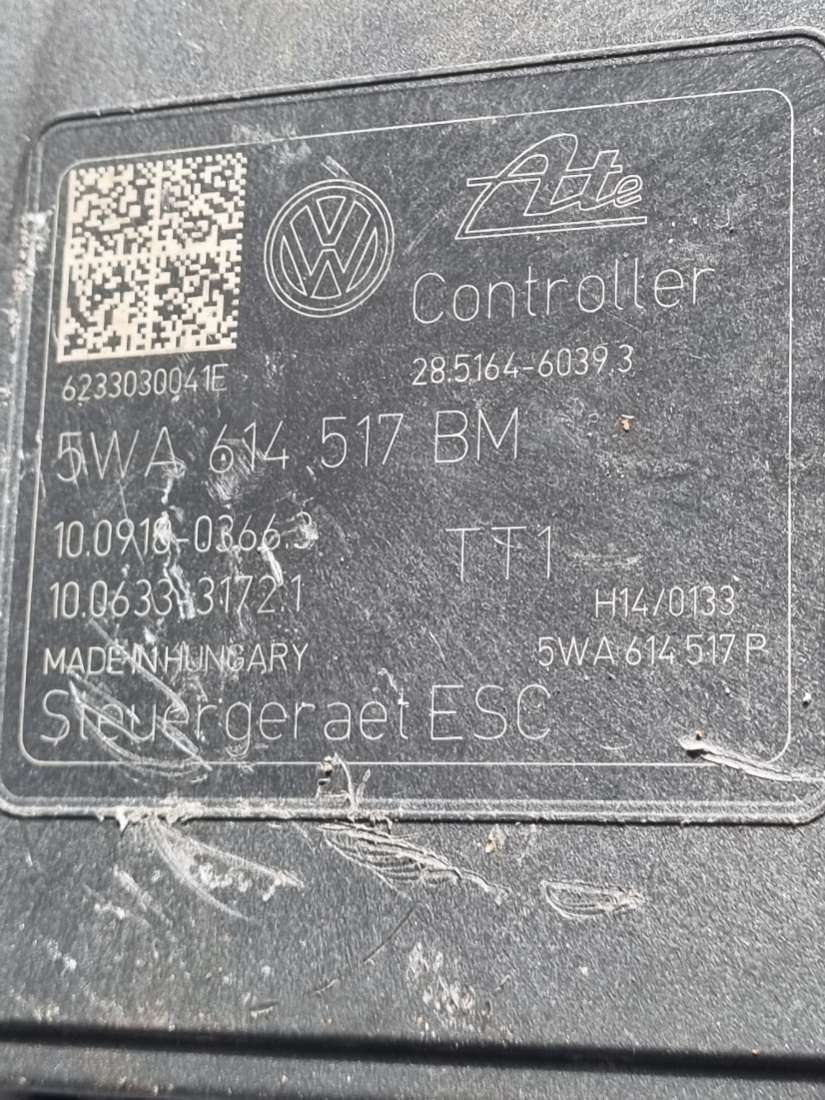 Ate
Controller
6233030041E
28.5164-6039.3
5WA 614 517 BM
10.0918-0366.3
TT1
10.0633-3172.1
H14/0133
MADE IN HUNGARY
5WA 614 517 P
Steuergeraet ESC